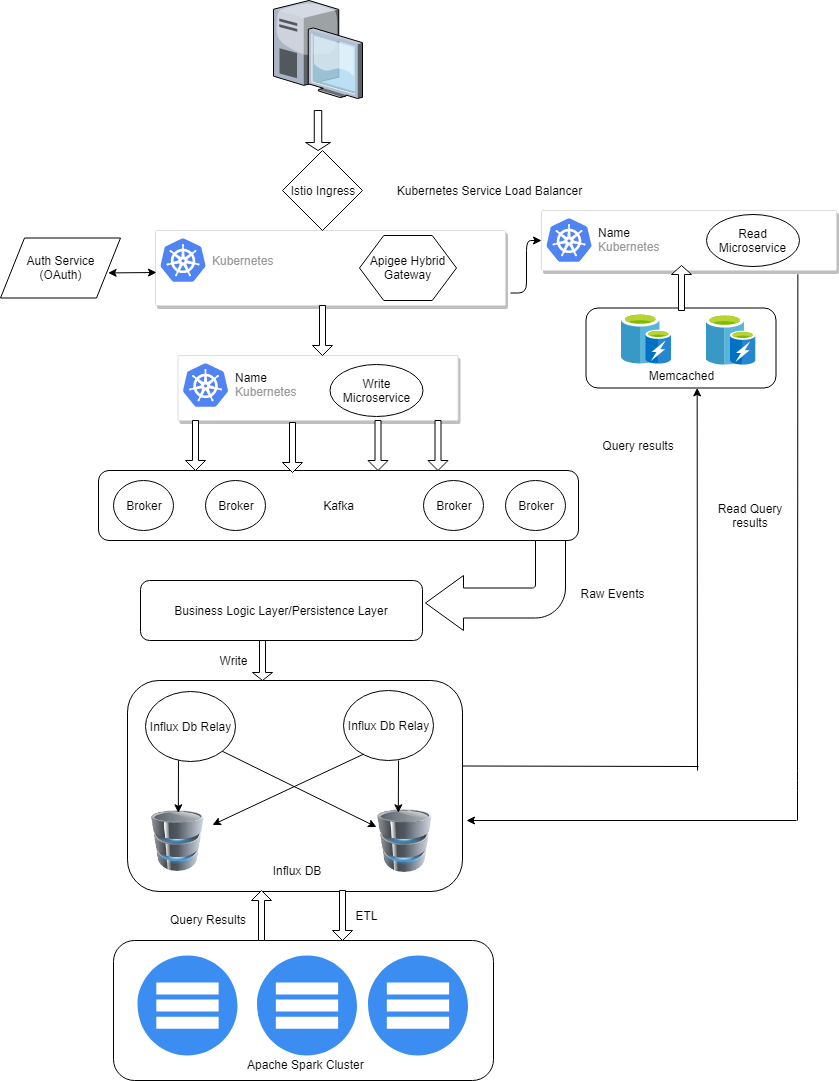 Istio Ingress
Kubernetes Service Load Balancer
Auth Service
(OAuth)
Kubernetes
Apigee Hybrid
Gateway
Name
Kubernetes
Read
Microservice
Name
Kubernetes
Write
Microservice
Memcached
Query results
Read Query
results
Broker
Broker
Kafka
Broker
Broker
Raw Events
Business Logic Layer/Persistence Layer
Write
Influx Db Relay
Influx Db Relay
Influx DB
Query Results
ETL
Apache Spark Cluster